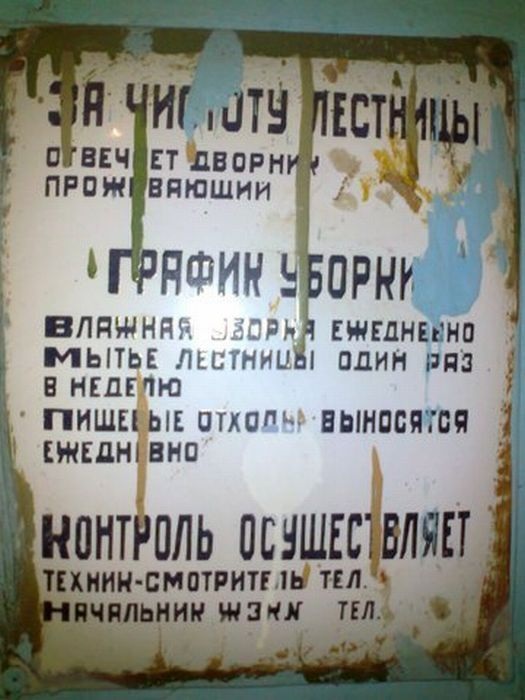 ЗА ЧИСТОТУ ЛЕСТНИЦЫ
ОТВЕЧАЕТ ДВОРНИК
ПРОЖИВАЮЩИЙ
ГРАФИК УБОРКИ
ВЛАЖНАЯ УБОРКА ЕЖЕДНЕВНО
МЫТЬЕ ЛЕСТНИЦЫ ОДИН РАЗ
В НЕДЕЛЮ
ПИЩЕВЫЕ ОТХОДЫ ВЫНОСЯТСЯ
ЕЖЕДНЕВНО
КОНТРОЛЬ ОСУЩЕСТВЛЯЕТ
ТЕХНИК-СМОТРИТЕЛЬ ТЕЛ.
НАЧАЛЬНИК ЖЭК ТЕЛ.